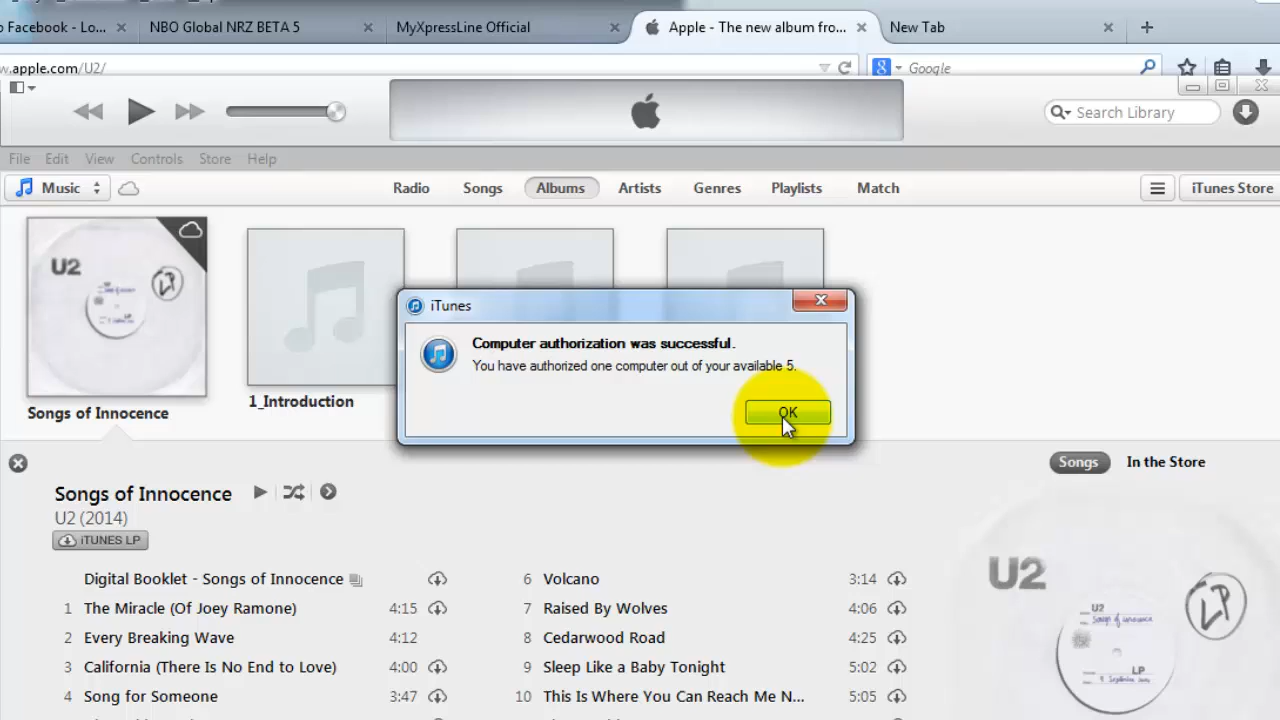 Facebook - Lo...
NBO Global NRZ BETA 5
MyXpressLine Official
Apple - The new album fro...
New Tab
w.apple.com/U2/
Google
Search Library
File Edit View Controls Store Help
Music
Radio Songs Albums Artists Genres Playlists Match
iTunes Store
U2
iTunes
Computer authorization was successful.
You have authorized one computer out of your available 5.
OK
Songs of Innocence
1_Introduction
Songs
In the Store
Songs of Innocence
U2 (2014)
iTUNES LP
Digital Booklet - Songs of Innocence
1 The Miracle (Of Joey Ramone) 4:15
2 Every Breaking Wave 4:12
3 California (There Is No End to Love) 4:00
4 Song for Someone 3:47
6 Volcano 3:14
7 Raised By Wolves 4:06
8 Cedarwood Road 4:25
9 Sleep Like a Baby Tonight 5:02
10 This Is Where You Can Reach Me N... 5:05
U2
LP
U2
Songs of Innocence
LP